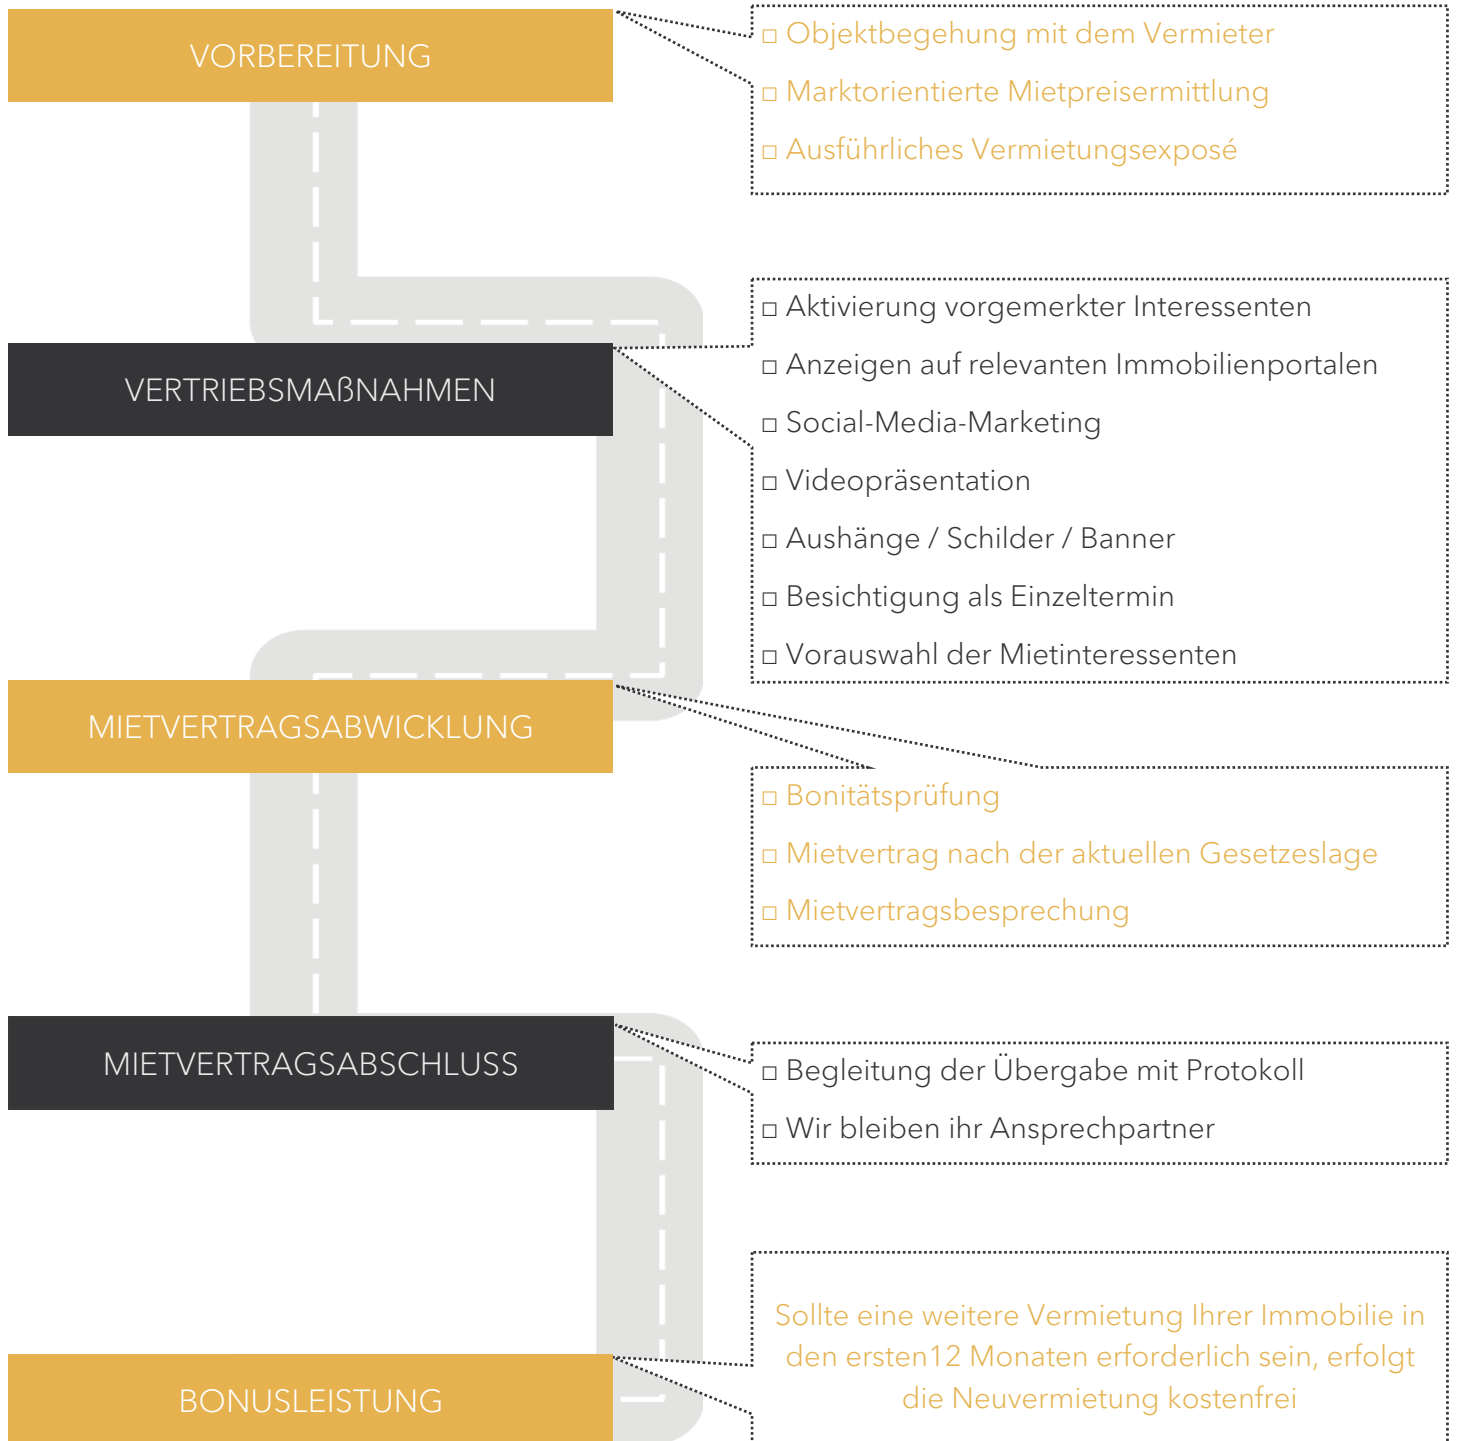 VORBEREITUNG
□ Objektbegehung mit dem Vermieter
□ Marktorientierte Mietpreisermittlung
□ Ausführliches Vermietungsexposé
VERTRIEBSMAßNAHMEN
□ Aktivierung vorgemerkter Interessenten
□ Anzeigen auf relevanten Immobilienportalen
□ Social-Media-Marketing
□ Videopräsentation
□ Aushänge / Schilder / Banner
□ Besichtigung als Einzeltermin
□ Vorauswahl der Mietinteressenten
MIETVERTRAGSABWICKLUNG
□ Bonitätsprüfung
□ Mietvertrag nach der aktuellen Gesetzeslage
□ Mietvertragsbesprechung
MIETVERTRAGSABSCHLUSS
□ Begleitung der Übergabe mit Protokoll
□ Wir bleiben ihr Ansprechpartner
BONUSLEISTUNG
Sollte eine weitere Vermietung Ihrer Immobilie in
den ersten12 Monaten erforderlich sein, erfolgt
die Neuvermietung kostenfrei